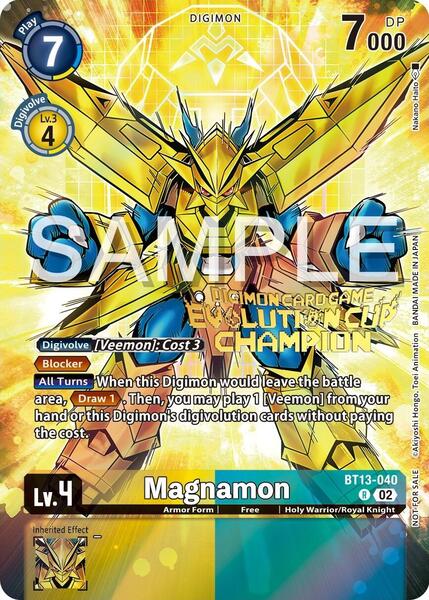 DIGIMON
Play
7
DP
7000
Nakano Haito
Digivolve
Lv.3
4
SAMPLE
DIGIMON CARD GAME
EVOLUTION CUP
CHAMPION
Digivolve [Veemon]: Cost 3
Blocker
All Turns When this Digimon would leave the battle
area, Draw 1. Then, you may play 1 [Veemon] from your
hand or this Digimon's digivolution cards without paying
the cost.
©Akiyoshi Hongo, Toei Animation BANDAI MADE IN JAPAN
NOT FOR SALE
Lv.4
Magnamon
BT13-040
R 02
Armor Form Free Holy Warrior/Royal Knight
Inherited Effect
-